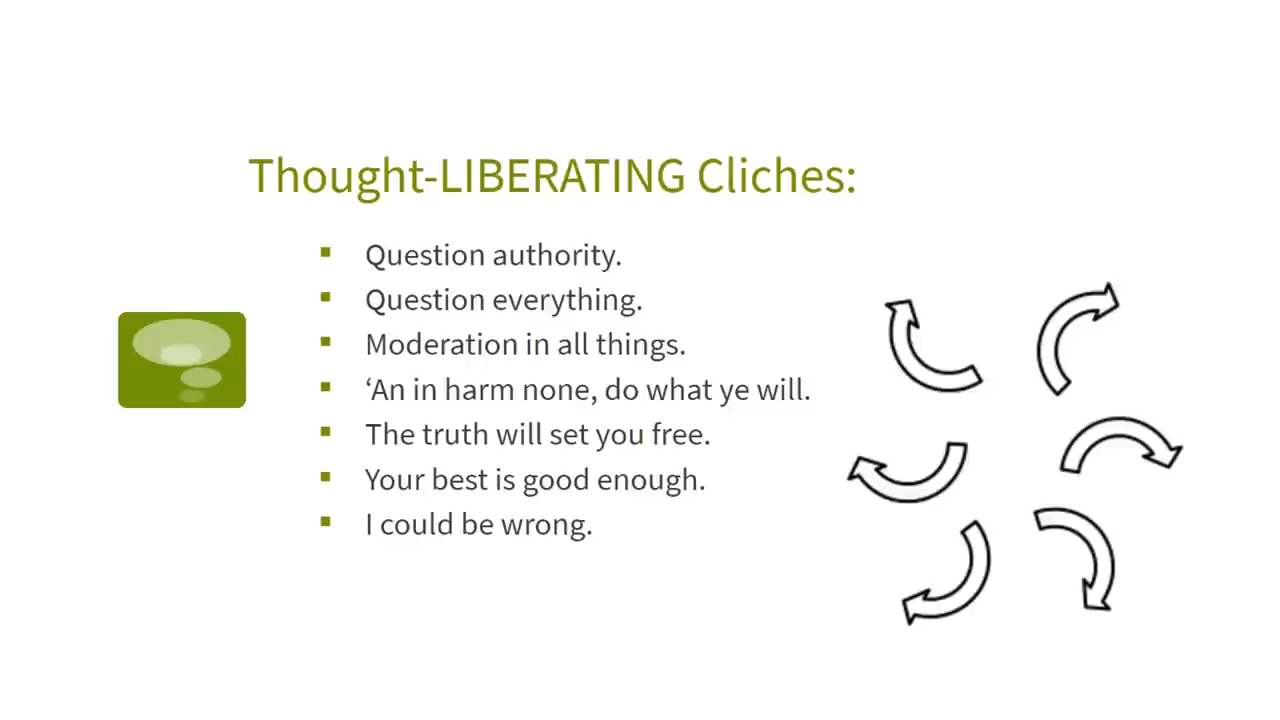 Thought-LIBERATING Cliches:
Question authority.
Question everything.
Moderation in all things.
‘An in harm none, do what ye will.
The truth will set you free.
Your best is good enough.
I could be wrong.